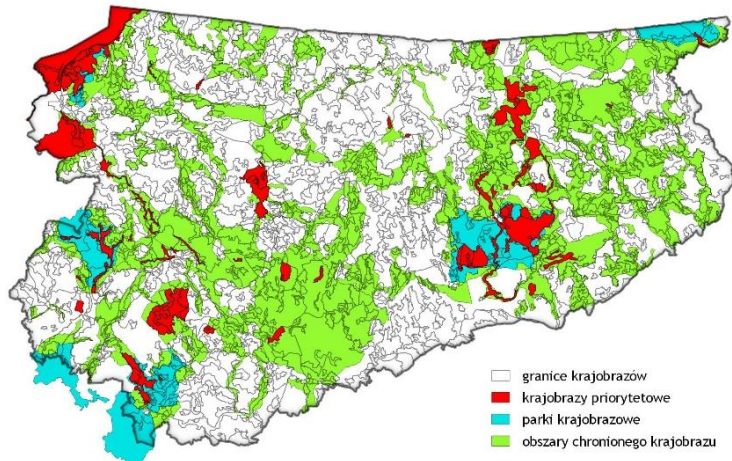 granice krajobrazów
krajobrazy priorytetowe
parki krajobrazowe
obszary chronionego krajobrazu